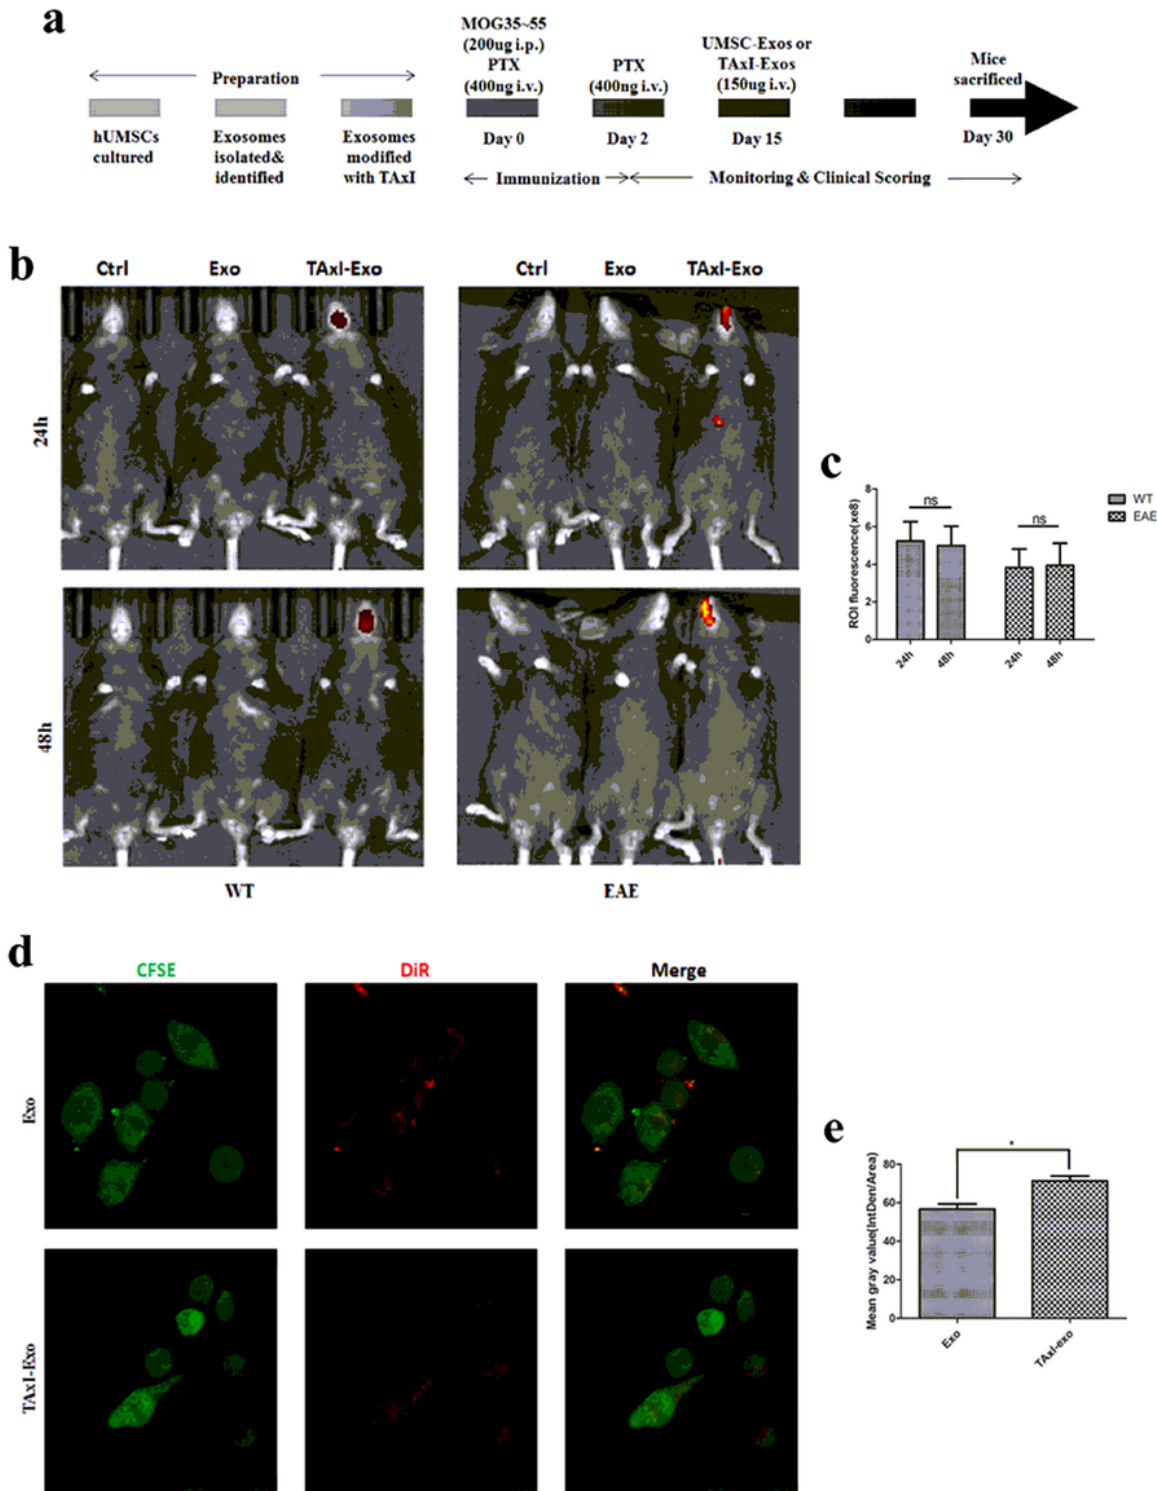 a
MOG35~55
(200ug i.p.)
PTX
(400ng i.v.)
PTX
(400ng i.v.)
UMSC-Exos or
TAxI-Exos
(150ug i.v.)
Mice
sacrificed
Preparation
hUMSCs
cultured
Exosomes
isolated&
identified
Exosomes
modified
with TAxI
Day 0
Day 2
Day 15
Day 30
Immunization
Monitoring & Clinical Scoring
b
Ctrl
Exo
TAxI-Exo
Ctrl
Exo
TAxI-Exo
24h
48h
WT
EAE
c
ROI fluorescence(xe8)
8
6
4
2
0
ns
ns
24h
48h
24h
48h
WT
EAE
d
CFSE
DiR
Merge
Exo
TAxI-Exo
e
Mean gray value(IntDen/Area)
80
60
40
20
0
*
Exo
TAxI-exo